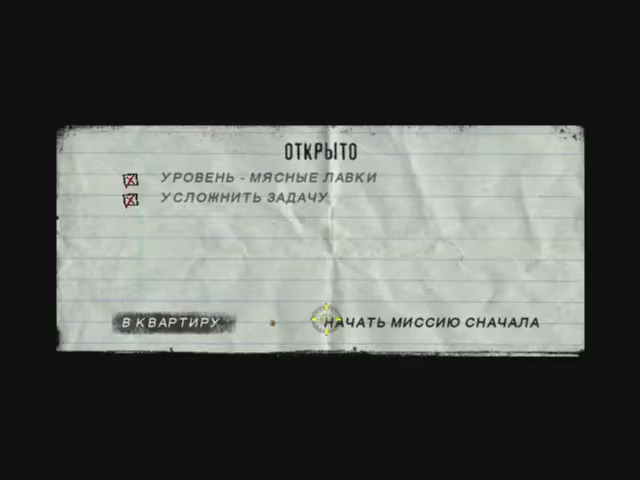 ОТКРЫТО
УРОВЕНЬ - МЯСНЫЕ ЛАВКИ
УСЛОЖНИТЬ ЗАДАЧУ
В КВАРТИРУ
НАЧАТЬ МИССИЮ СНАЧАЛА